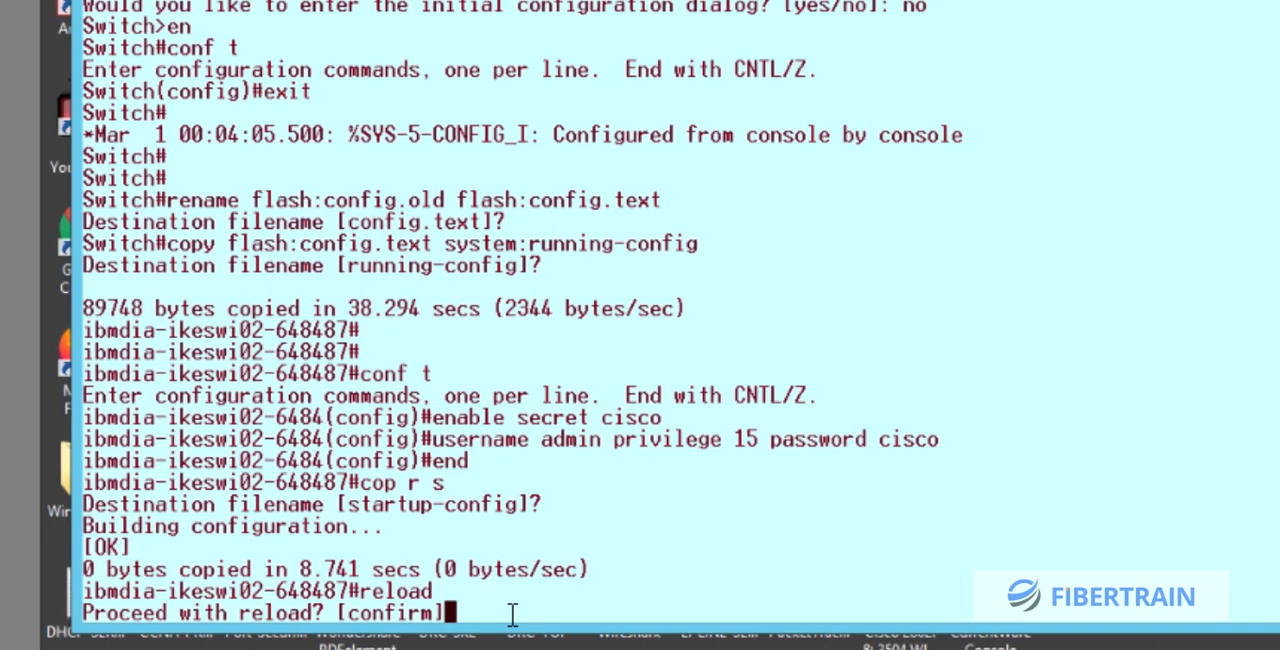 Would you like to enter the initial configuration dialog? [yes/no]: no
Switch>en
Switch#conf t
Enter configuration commands, one per line.  End with CNTL/Z.
Switch(config)#exit
Switch#
*Mar  1 00:04:05.500: %SYS-5-CONFIG_I: Configured from console by console
Switch#
Switch#
Switch#rename flash:config.old flash:config.text
Destination filename [config.text]?
Switch#copy flash:config.text system:running-config
Destination filename [running-config]?
89748 bytes copied in 38.294 secs (2344 bytes/sec)
ibmdia-ikeswi02-648487#
ibmdia-ikeswi02-648487#
ibmdia-ikeswi02-648487#conf t
Enter configuration commands, one per line.  End with CNTL/Z.
ibmdia-ikeswi02-6484(config)#enable secret cisco
ibmdia-ikeswi02-6484(config)#username admin privilege 15 password cisco
ibmdia-ikeswi02-6484(config)#end
ibmdia-ikeswi02-648487#cop r s
Destination filename [startup-config]?
Building configuration...
[OK]
0 bytes copied in 8.741 secs (0 bytes/sec)
ibmdia-ikeswi02-648487#reload
Proceed with reload? [confirm]
FIBERTRAIN